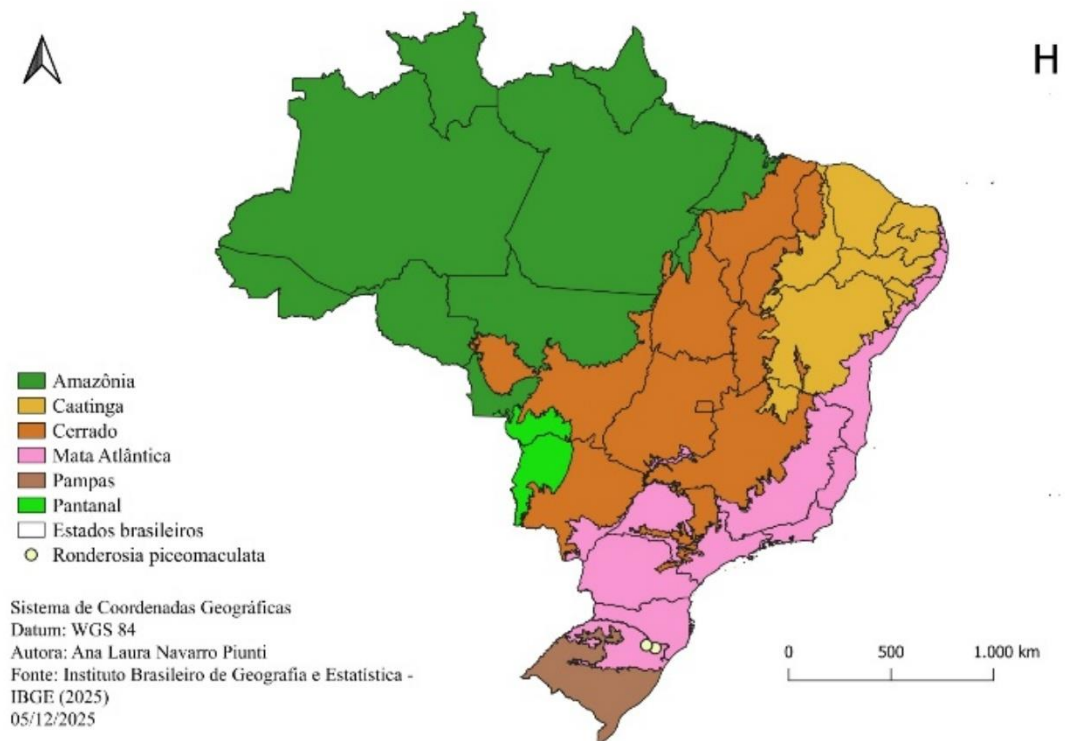 H
Amazônia
Caatinga
Cerrado
Mata Atlântica
Pampas
Pantanal
Estados brasileiros
Ronderosia piceomaculata
Sistema de Coordenadas Geográficas
Datum: WGS 84
Autora: Ana Laura Navarro Piunti
Fonte: Instituto Brasileiro de Geografia e Estatística -
IBGE (2025)
05/12/2025
0 500 1.000 km